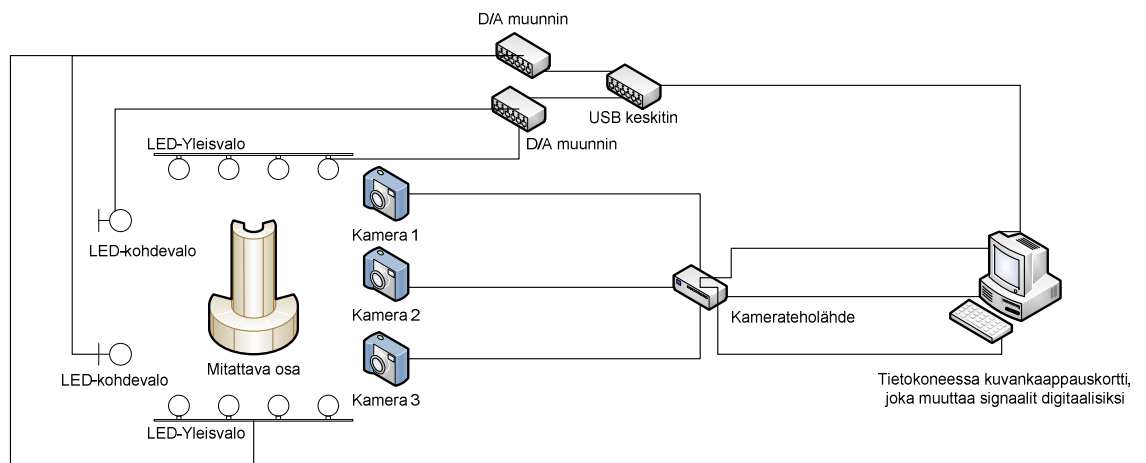 D/A muunnin
USB keskitin
D/A muunnin
LED-Yleisvalo
LED-kohdevalo
Kamera 1
Kamera 2
Kamerateholähde
Mitattava osa
LED-kohdevalo
Kamera 3
Tietokoneessa kuvankaappauskortti,
joka muuttaa signaalit digitaalisiksi
LED-Yleisvalo